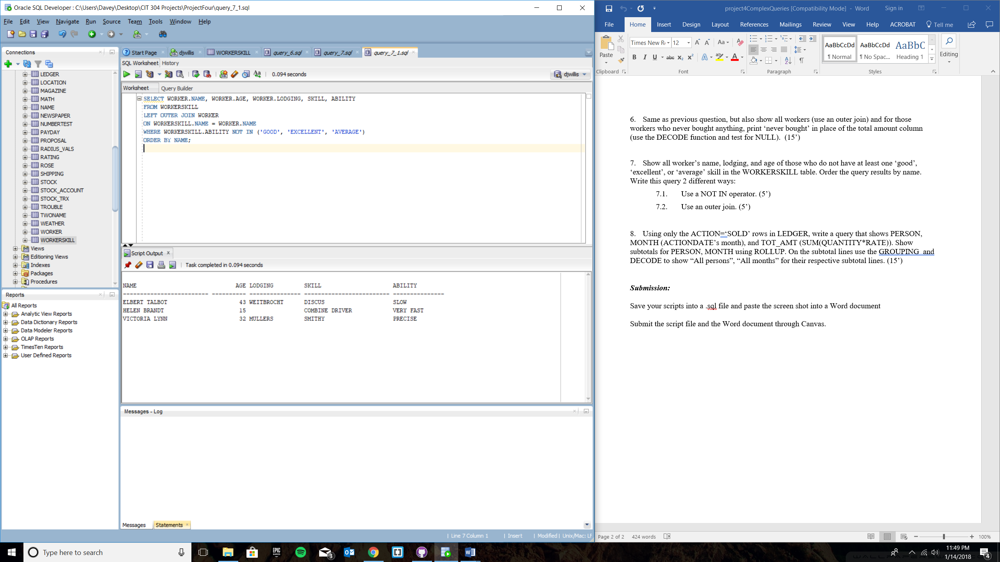 Oracle SQL Developer : C:\Users\Davey\Desktop\CIT 304 Projects\ProjectFour\query_7_1.sql
File Edit View Navigate Run Source Team Tools Window Help
Connections
LEDGER
LOCATION
MAGAZINE
MATH
NAME
NEWSPAPER
NUMBERTEST
PAYDAY
PROPOSAL
RADIUS_VALS
RATING
ROSE
SHIPPING
STOCK
STOCK_ACCOUNT
STOCK_TRX
TROUBLE
TWONAME
WEATHER
WORKER
WORKERSKILL
Views
Editioning Views
Indexes
Packages
Procedures
Reports
All Reports
Analytic View Reports
Data Dictionary Reports
Data Modeler Reports
OLAP Reports
TimesTen Reports
User Defined Reports
Start Page djwillis WORKERSKILL query_6.sql query_7.sql query_7_1.sql
SQL Worksheet History
0.094 seconds
djwillis
Worksheet Query Builder
SELECT WORKER.NAME, WORKER.AGE, WORKER.LODGING, SKILL, ABILITY
FROM WORKERSKILL
LEFT OUTER JOIN WORKER
ON WORKERSKILL.NAME = WORKER.NAME
WHERE WORKERSKILL.ABILITY NOT IN ('GOOD', 'EXCELLENT', 'AVERAGE')
ORDER BY NAME;
Script Output
Task completed in 0.094 seconds
NAME AGE LODGING SKILL ABILITY
------------------------- ---------- --------------- ------------------------- ---------------
ELBERT TALBOT 43 WEITBROCHT DISCUS SLOW
HELEN BRANDT 15 COMBINE DRIVER VERY FAST
VICTORIA LYNN 32 MULLERS SMITHY PRECISE
Messages - Log
Messages Statements
Line 7 Column 1 Insert Modified Unix/Mac: LF
project4ComplexQueries [Compatibility Mode] - Word Sign in
File Home Insert Design Layout References Mailings Review View Help ACROBAT Tell me
Paste
Clipboard
Times New R 12
Font
Paragraph
AaBbCcDd AaBbCcDd AaBbC
¶ Normal ¶ No Spac... Heading 1
Styles
Editing
6. Same as previous question, but also show all workers (use an outer join) and for those
workers who never bought anything, print ‘never bought’ in place of the total amount column
(use the DECODE function and test for NULL). (15’)
7. Show all worker’s name, lodging, and age of those who do not have at least one ‘good’,
‘excellent’, or ‘average’ skill in the WORKERSKILL table. Order the query results by name.
Write this query 2 different ways:
7.1. Use a NOT IN operator. (5’)
7.2. Use an outer join. (5’)
8. Using only the ACTION=‘SOLD’ rows in LEDGER, write a query that shows PERSON,
MONTH (ACTIONDATE’s month), and TOT_AMT (SUM(QUANTITY*RATE)). Show
subtotals for PERSON, MONTH using ROLLUP. On the subtotal lines use the GROUPING and
DECODE to show “All persons”, “All months” for their respective subtotal lines. (15’)
Submission:
Save your scripts into a .sql file and paste the screen shot into a Word document
Submit the script file and the Word document through Canvas.
Page 2 of 2 424 words
100%
Type here to search
EPIC GAMES
3
11:49 PM
1/14/2018
4